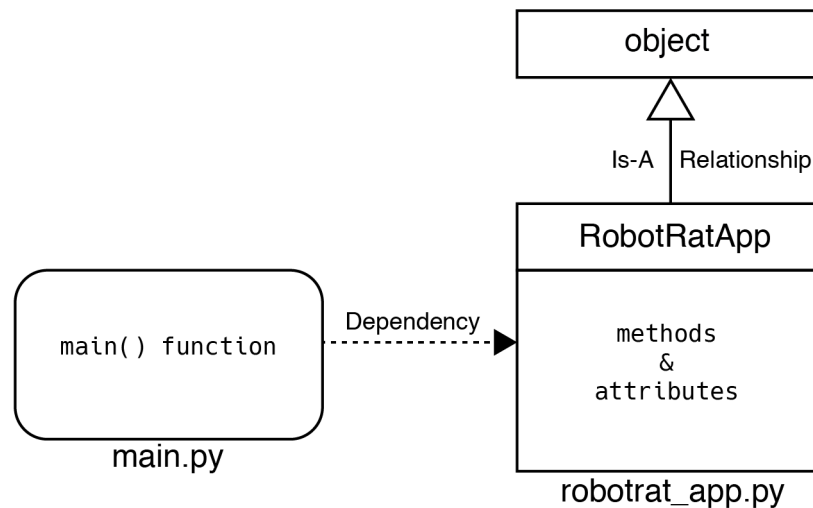 object
Is-A Relationship
RobotRatApp
main() function
Dependency
methods
&
attributes
main.py
robotrat_app.py